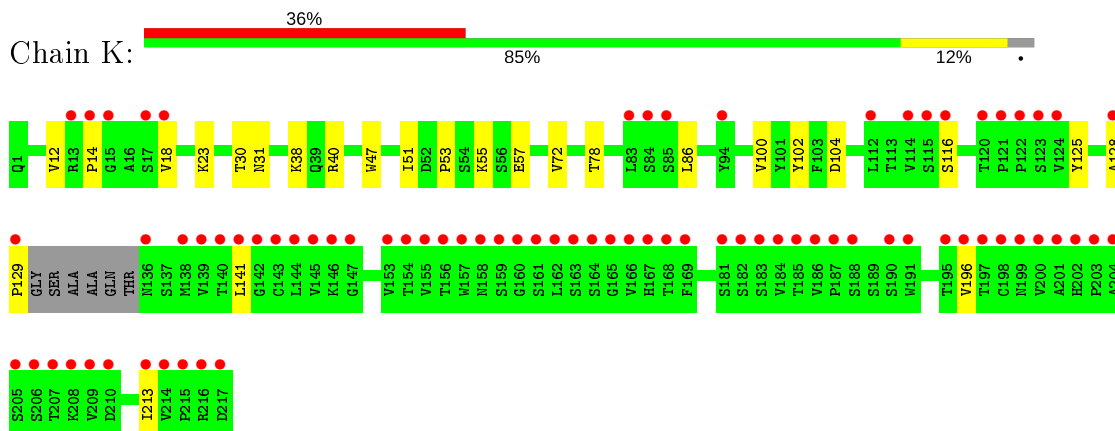 36%
Chain K:
85% 12% •
Q1 V12 R13 P14 G15 A16 S17 V18 K23 T30 N31 K38 Q39 R40 W47 I51 D52 P53 S54 K55 S56 E57 V72 T78 L83 S84 S85 L86 Y94 V100 Y101 Y102 F103 D104 L112 T113 V114 S115 S116 T120 P121 P122 S123 V124 Y125 A128
P129 GLY SER ALA ALA GLN THR N136 S137 M138 V139 T140 L141 G142 C143 L144 V145 K146 G147 V153 T154 V155 T156 W157 N158 S159 G160 S161 L162 S163 S164 G165 V166 H167 T168 F169 S181 S182 S183 V184 T185 V186 P187 S188 S189 S190 W191 T195 V196 T197 C198 N199 V200 A201 H202 P203 A204
S205 S206 T207 K208 V209 D210 I213 V214 P215 R216 D217